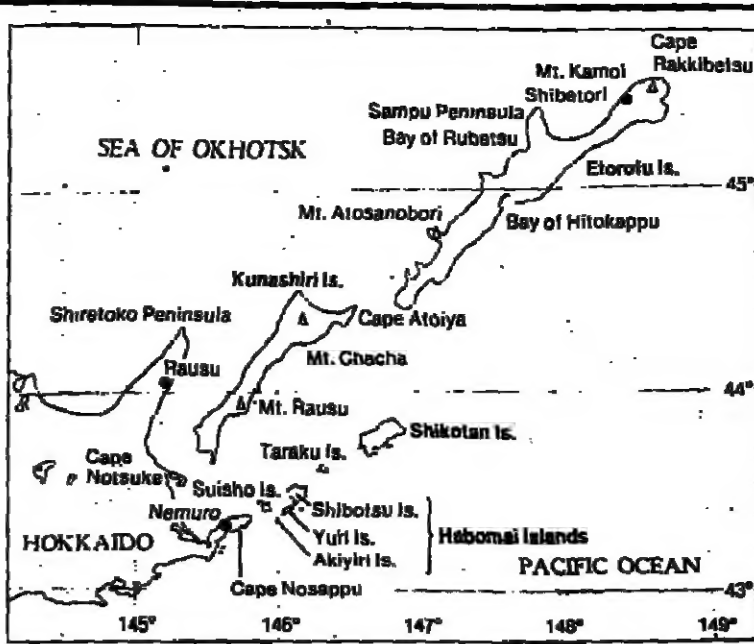 Cape
Rakkibetsu
Mt. Kamoi
Shibetori
Sampu Peninsula
Bay of Rubetsu
SEA OF OKHOTSK
Etorofu Is.
45°
Mt. Atosanobori
Bay of Hitokappu
Kunashiri Is.
Shiretoko Peninsula
Cape Atoiya
Rausu
Mt. Chacha
44°
Mt. Rausu
Shikotan Is.
Taraku Is.
Cape
Notsuke
Suisho Is.
Shibotsu Is.
Nemuro
Yuri Is.
Habomai Islands
HOKKAIDO
Akiyiri Is.
PACIFIC OCEAN
Cape Nosappu
43°
145° 146° 147° 148° 149°